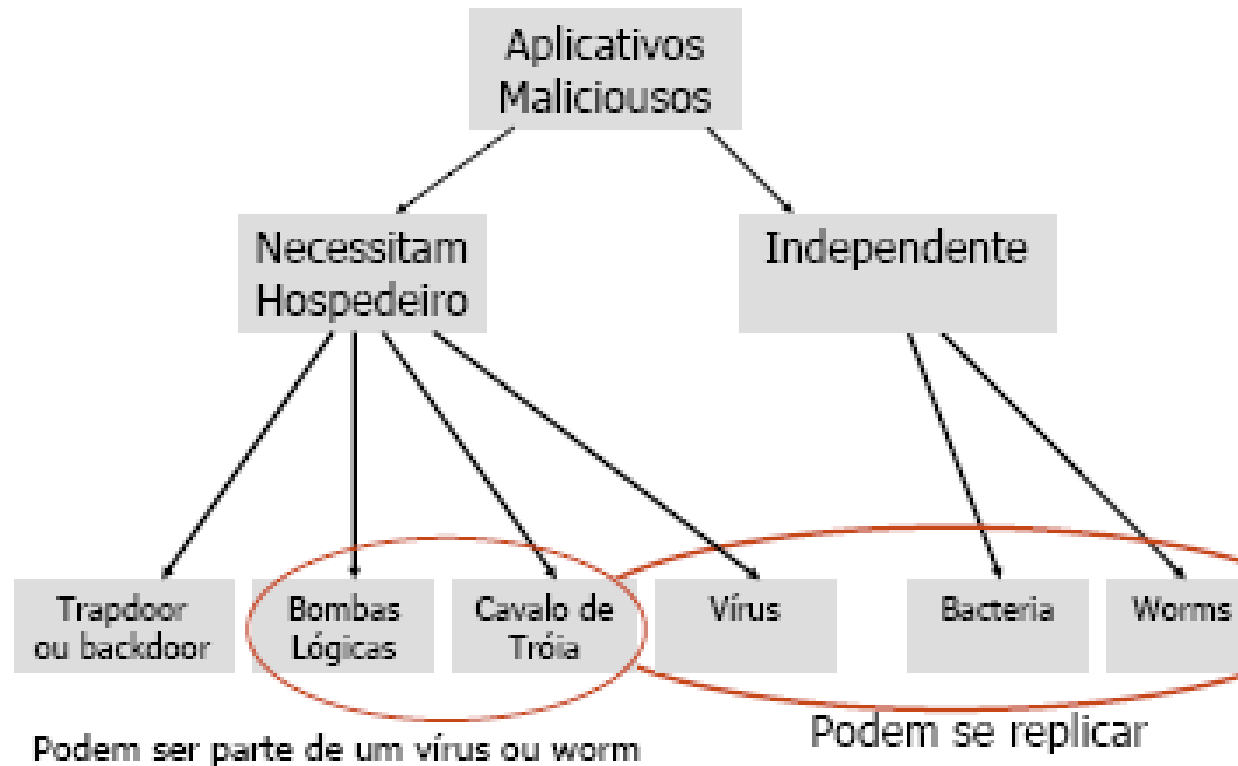 Aplicativos
Maliciousos
Necessitam
Hospedeiro
Independente
Trapdoor
ou backdoor
Bombas
Lógicas
Cavalo de
Tróia
Vírus
Bacteria
Worms
Podem ser parte de um vírus ou worm
Podem se replicar